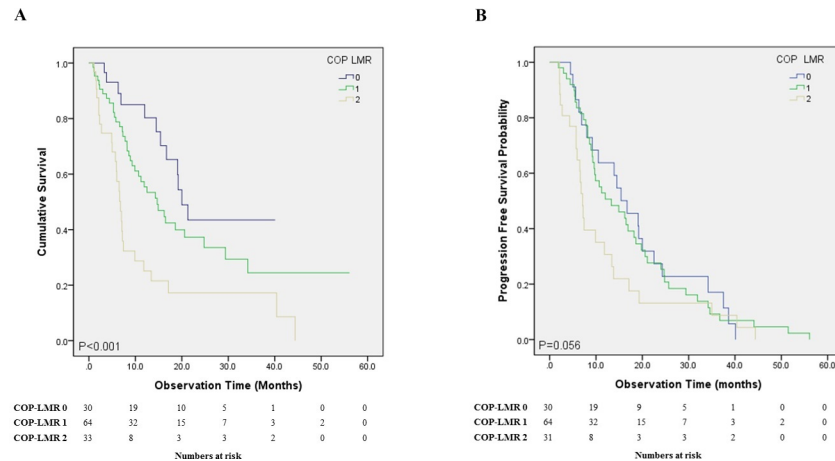 A
B
COP LMR
0
1
2
1.0
0.8
0.6
0.4
0.2
0.0
Cumulative Survival
P<0.001
.0 10.0 20.0 30.0 40.0 50.0 60.0
Observation Time (Months)
COP-LMR 0 30 19 10 5 1 0 0
COP-LMR 1 64 32 15 7 3 2 0
COP-LMR 2 33 8 3 3 2 0 0
Numbers at risk
COP LMR
0
1
2
1.0
0.8
0.6
0.4
0.2
0.0
Progression Free Survival Probability
P=0.056
.0 10.0 20.0 30.0 40.0 50.0 60.0
Observation Time (months)
COP-LMR 0 30 19 9 5 1 0 0
COP-LMR 1 64 32 15 7 3 2 0
COP-LMR 2 31 8 3 3 2 0 0
Numbers at risk